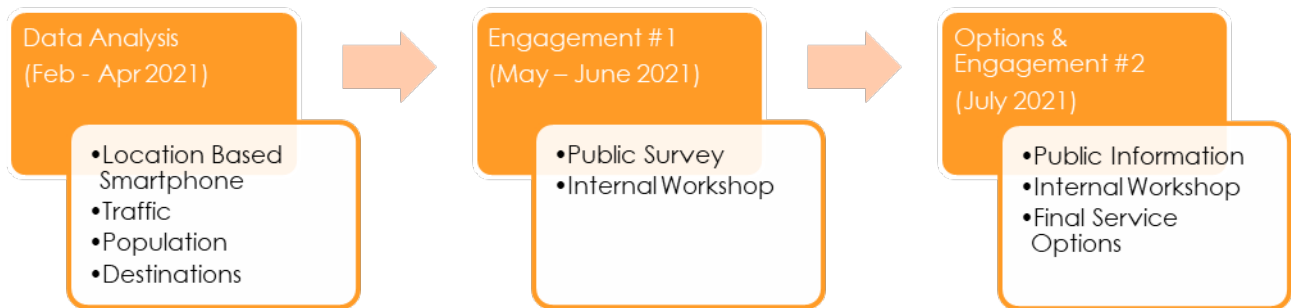 Data Analysis
(Feb - Apr 2021)
•Location Based
Smartphone
•Traffic
•Population
•Destinations
Engagement #1
(May – June 2021)
•Public Survey
•Internal Workshop
Options &
Engagement #2
(July 2021)
•Public Information
•Internal Workshop
•Final Service
Options